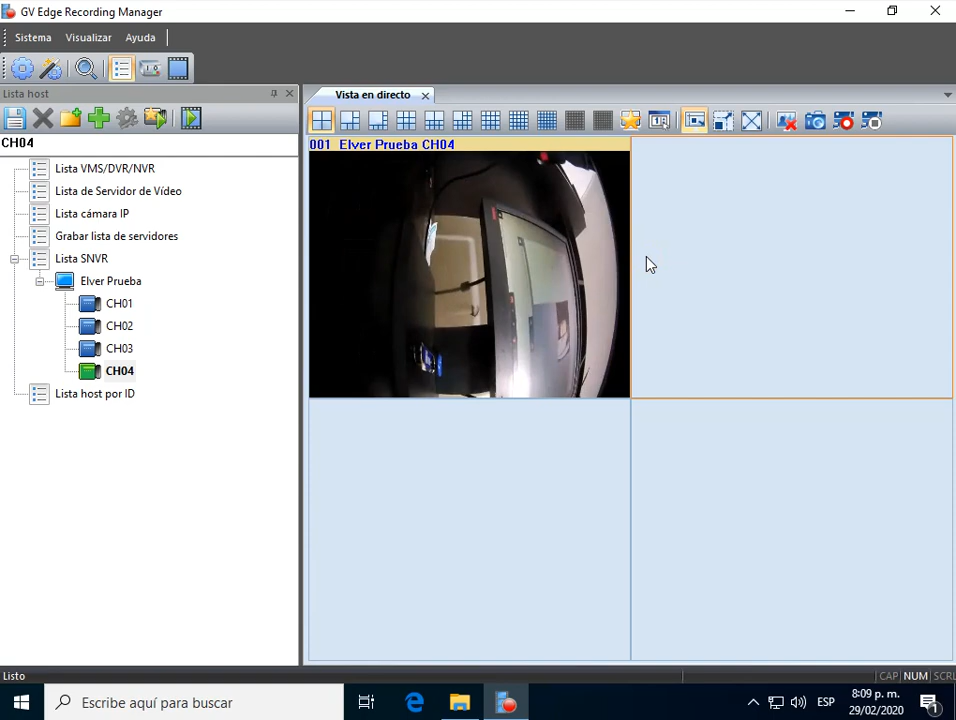 GV Edge Recording Manager
Sistema Visualizar Ayuda
Lista host
Vista en directo
CH04
001 Elver Prueba CH04
Lista VMS/DVR/NVR
Lista de Servidor de Vídeo
Lista cámara IP
Grabar lista de servidores
Lista SNVR
Elver Prueba
CH01
CH02
CH03
CH04
Lista host por ID
Listo
CAP NUM SCRL
Escribe aquí para buscar
ESP
8:09 p. m.
29/02/2020
1